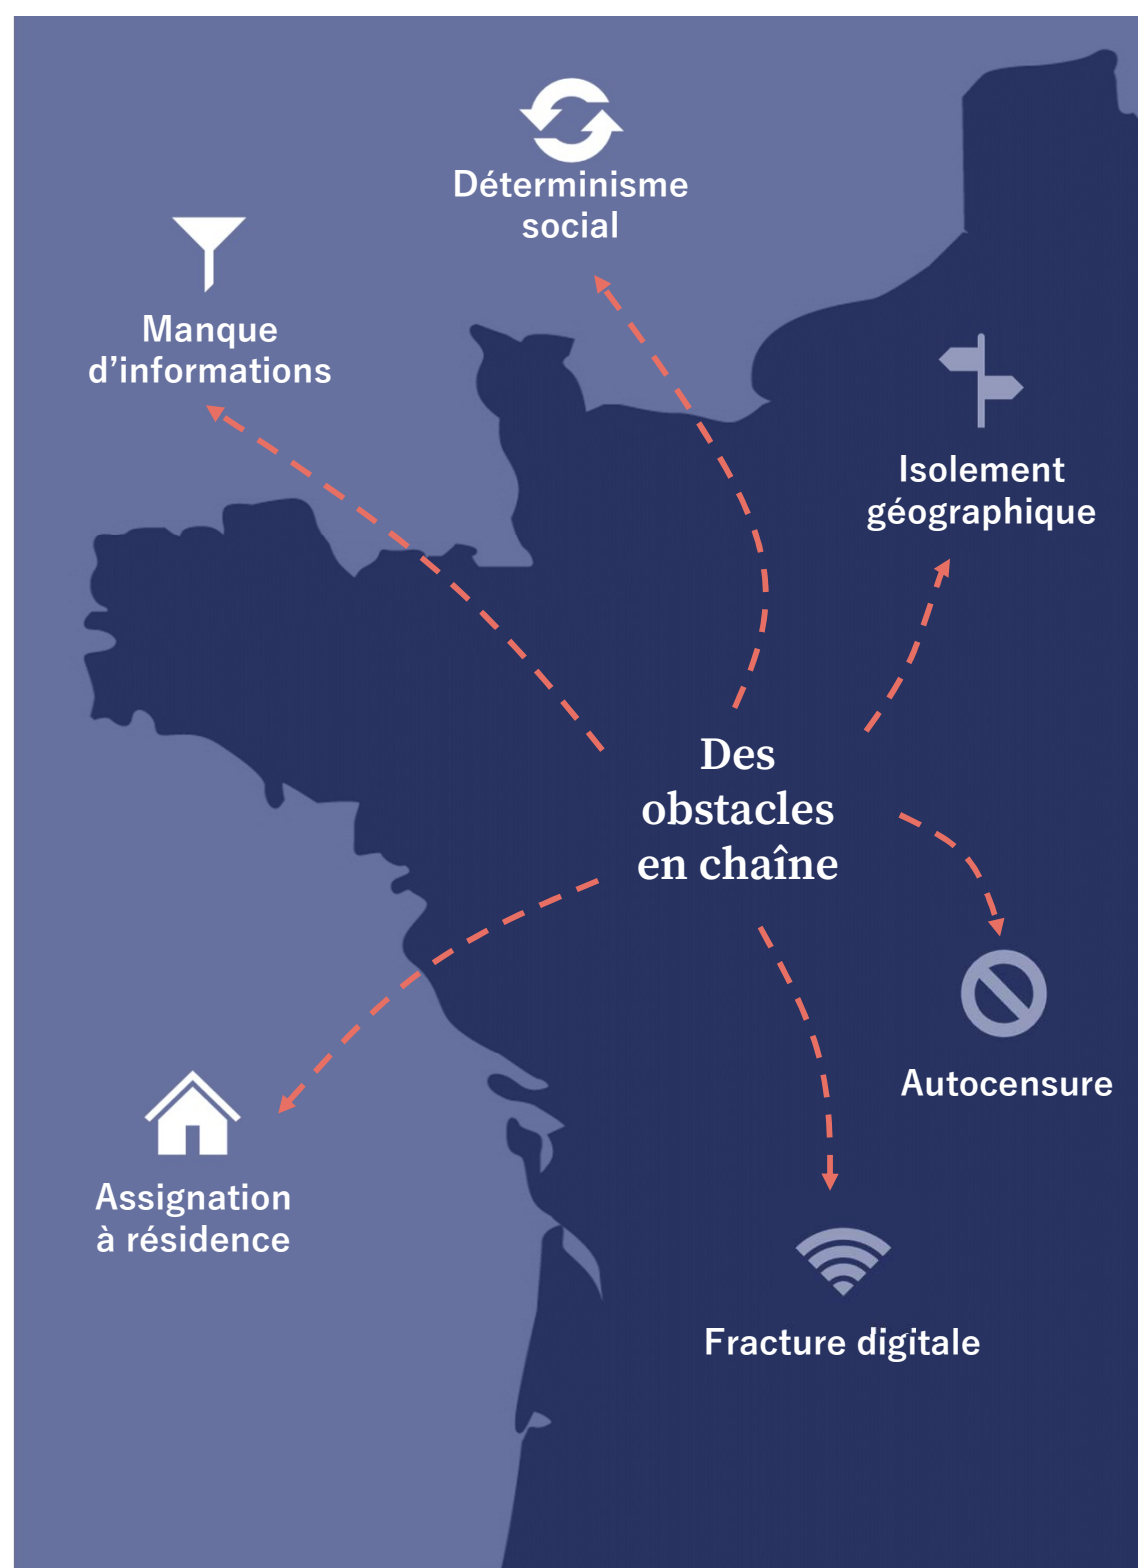 Déterminisme
social
Manque
d’informations
Isolement
géographique
Des
obstacles
en chaîne
Autocensure
Assignation
à résidence
Fracture digitale